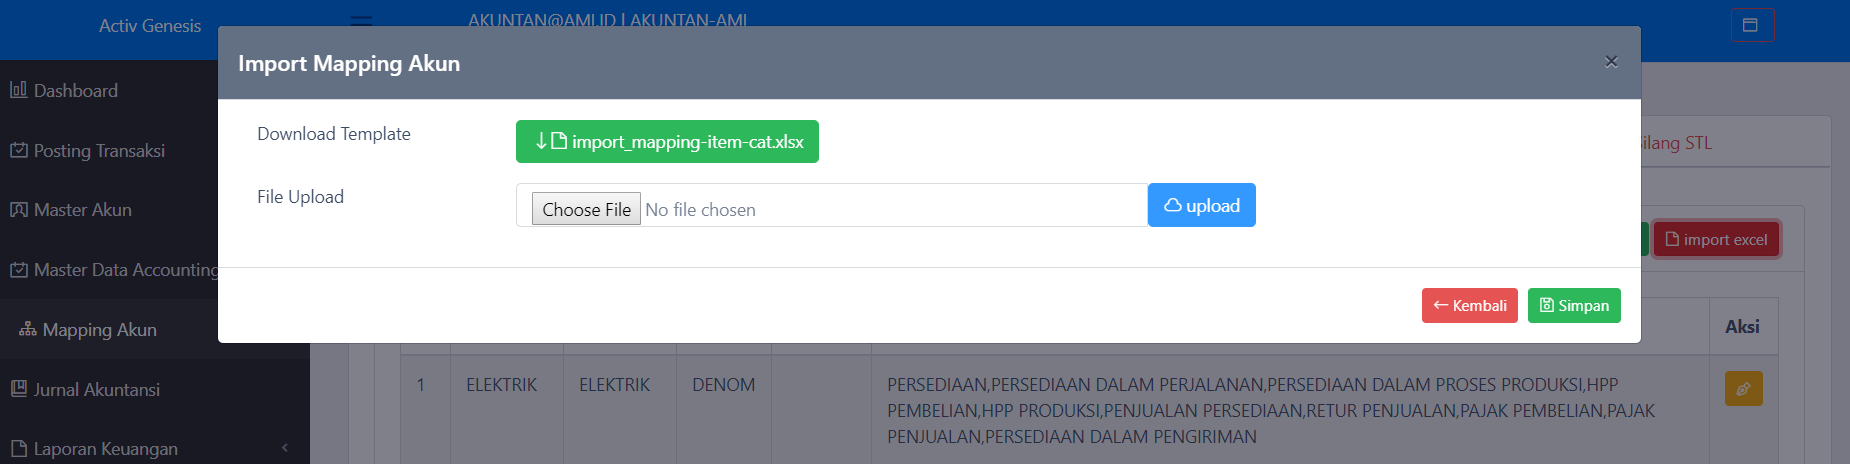 Activ Genesis
AKUNTAN@AMI.ID | AKUNTAN-AMI
Import Mapping Akun
×
Dashboard
Download Template
import_mapping-item-cat.xlsx
Posting Transaksi
Silang STL
File Upload
Choose File No file chosen
upload
Master Akun
import excel
Master Data Accounting
Kembali
Simpan
Mapping Akun
Aksi
1 ELEKTRIK ELEKTRIK DENOM PERSEDIAAN,PERSEDIAAN DALAM PERJALANAN,PERSEDIAAN DALAM PROSES PRODUKSI,HPP
PEMBELIAN,HPP PRODUKSI,PENJUALAN PERSEDIAAN,RETUR PENJUALAN,PAJAK PEMBELIAN,PAJAK
PENJUALAN,PERSEDIAAN DALAM PENGIRIMAN
Jurnal Akuntansi
Laporan Keuangan